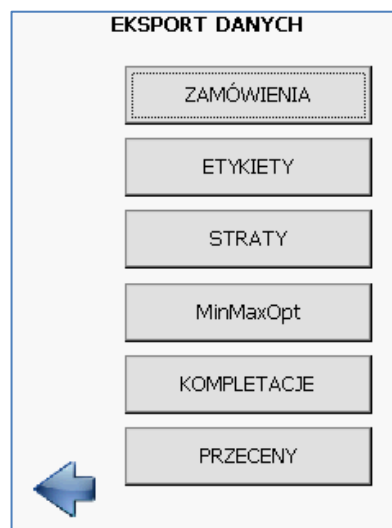 EKSPORT DANYCH
ZAMÓWIENIA
ETYKIETY
STRATY
MinMaxOpt
KOMPLETACJE
PRZECENY